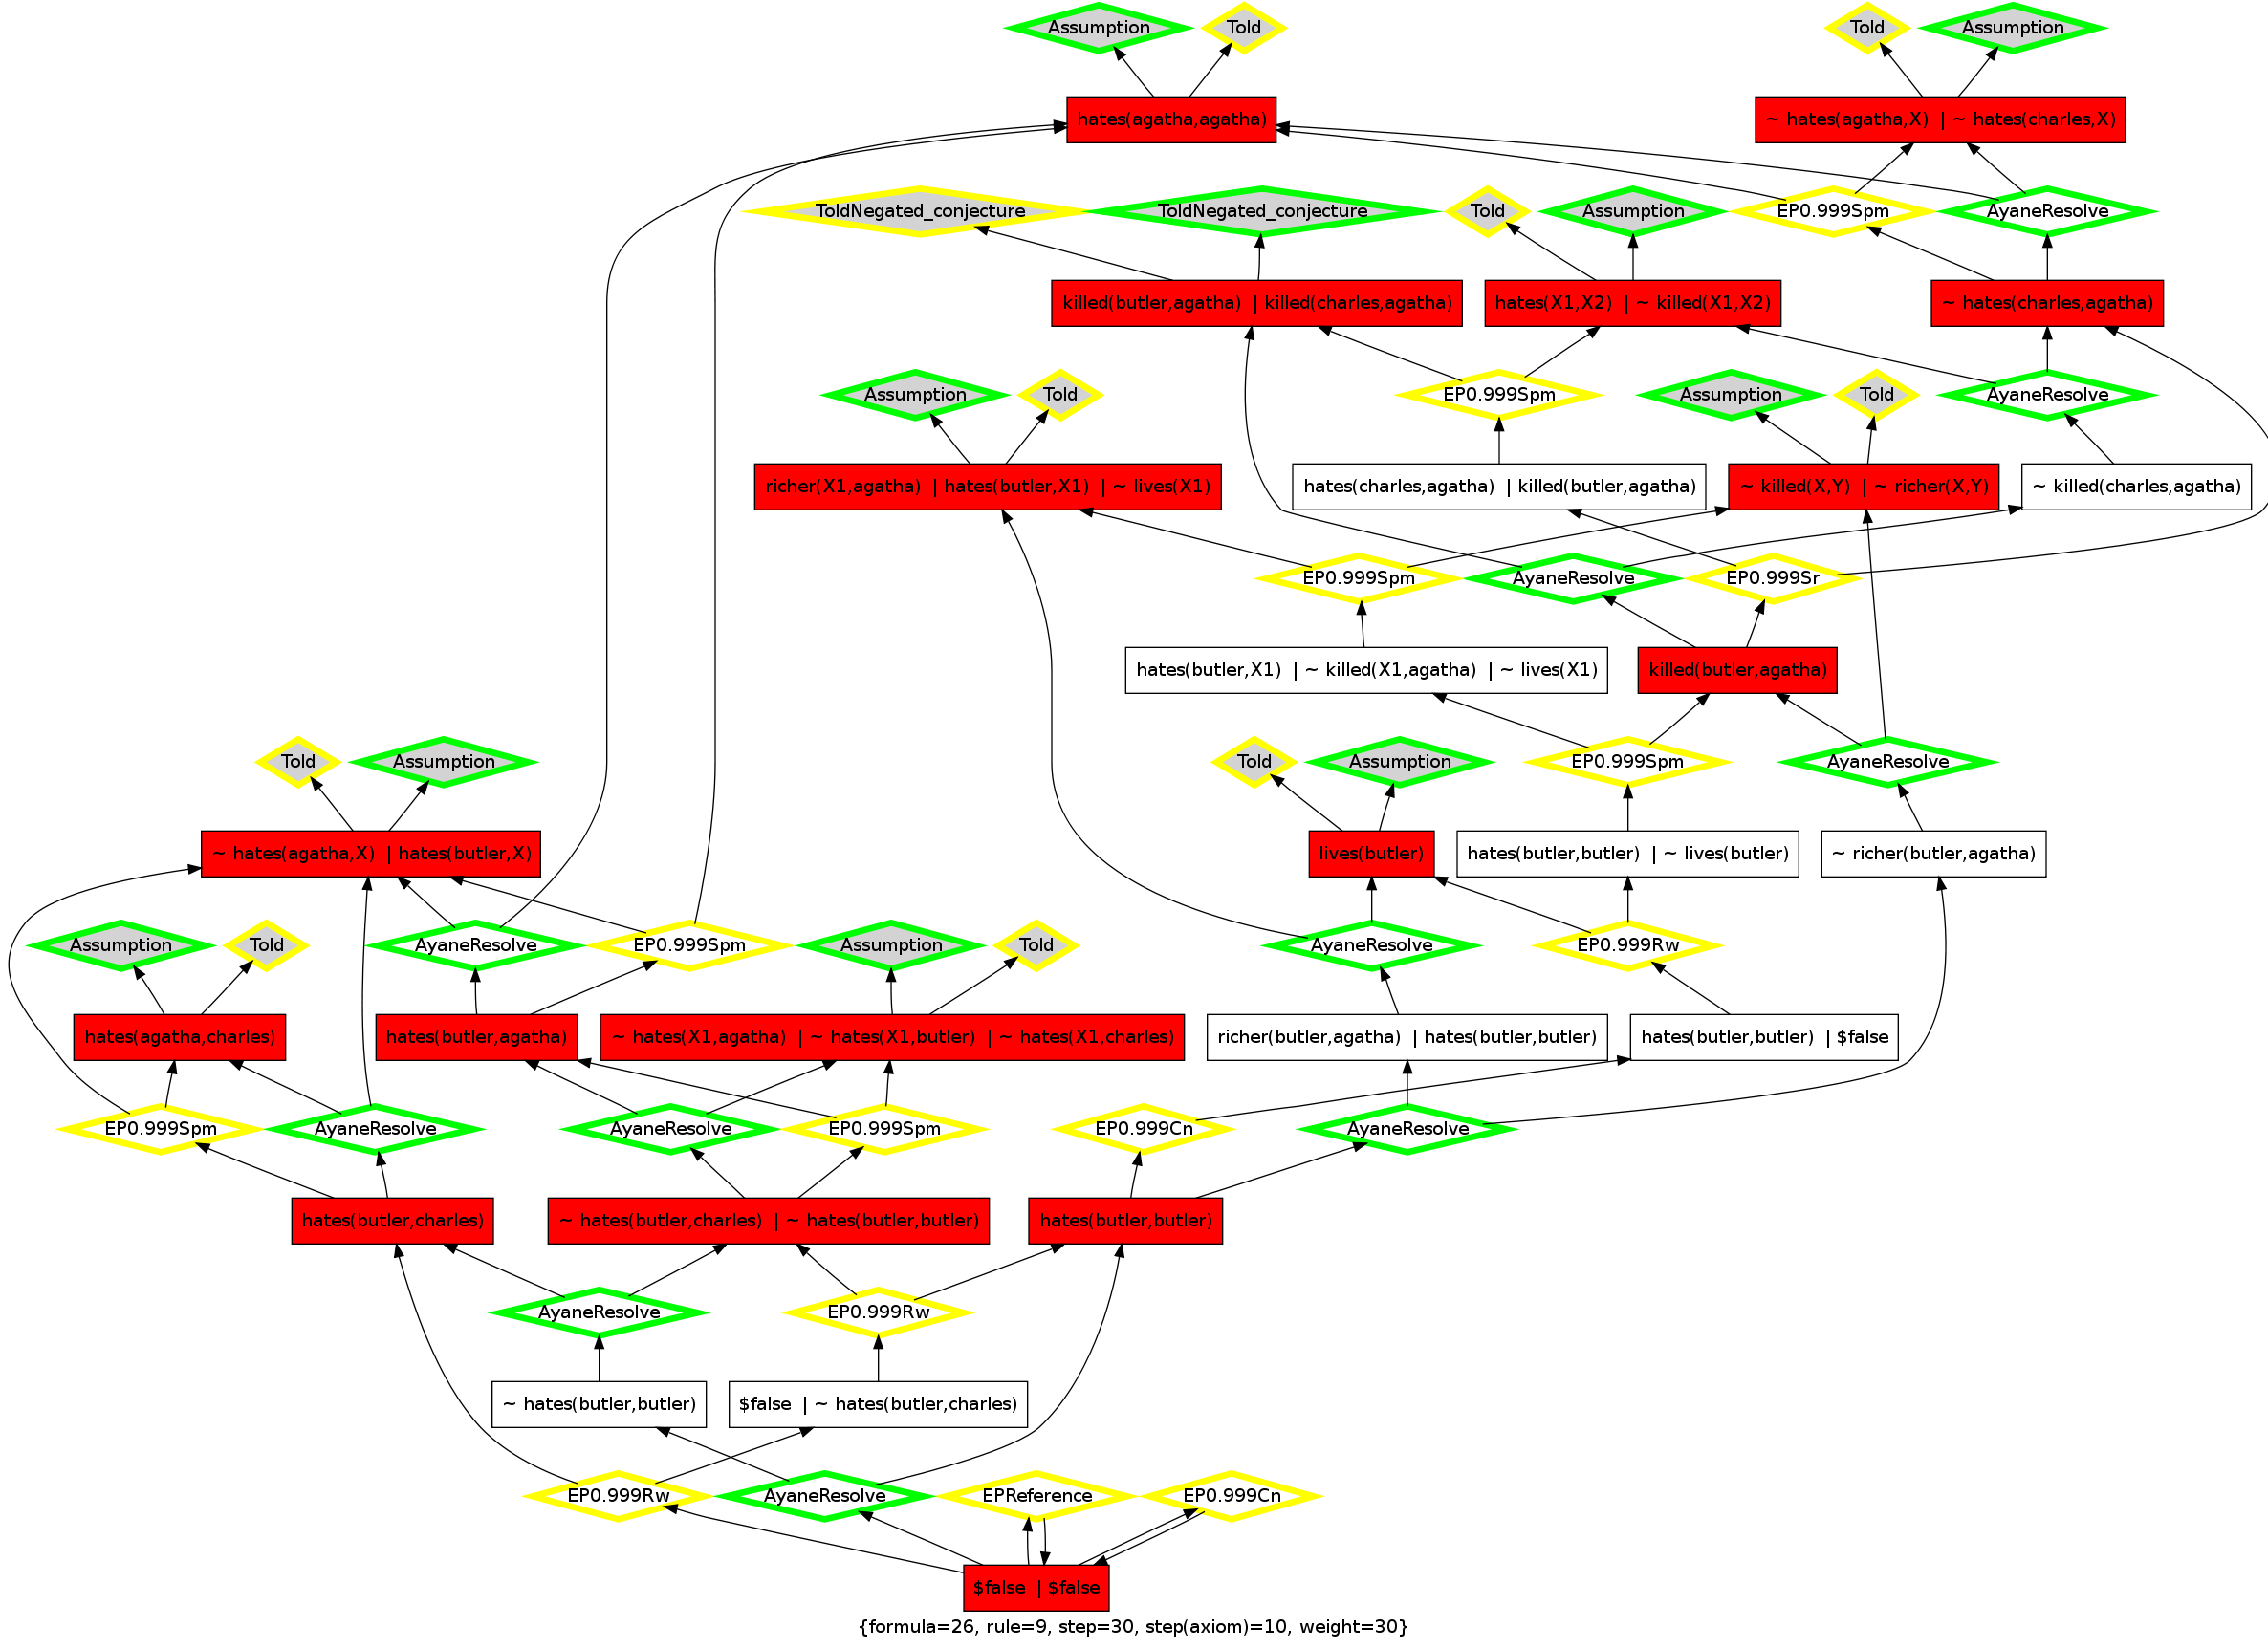 Assumption
Told
Told
Assumption
hates(agatha,agatha)
~ hates(agatha,X) | ~ hates(charles,X)
ToldNegated_conjecture
ToldNegated_conjecture
Told
Assumption
EP0.999Spm
AyaneResolve
killed(butler,agatha) | killed(charles,agatha)
hates(X1,X2) | ~ killed(X1,X2)
~ hates(charles,agatha)
Assumption
Told
EP0.999Spm
Assumption
Told
AyaneResolve
richer(X1,agatha) | hates(butler,X1) | ~ lives(X1)
hates(charles,agatha) | killed(butler,agatha)
~ killed(X,Y) | ~ richer(X,Y)
~ killed(charles,agatha)
EP0.999Spm
AyaneResolve
EP0.999Sr
hates(butler,X1) | ~ killed(X1,agatha) | ~ lives(X1)
killed(butler,agatha)
Told
Assumption
Told
Assumption
EP0.999Spm
AyaneResolve
~ hates(agatha,X) | hates(butler,X)
lives(butler)
hates(butler,butler) | ~ lives(butler)
~ richer(butler,agatha)
Assumption
Told
AyaneResolve
EP0.999Spm
Assumption
Told
AyaneResolve
EP0.999Rw
hates(agatha,charles)
hates(butler,agatha)
~ hates(X1,agatha) | ~ hates(X1,butler) | ~ hates(X1,charles)
richer(butler,agatha) | hates(butler,butler)
hates(butler,butler) | $false
EP0.999Spm
AyaneResolve
AyaneResolve
EP0.999Spm
EP0.999Cn
AyaneResolve
hates(butler,charles)
~ hates(butler,charles) | ~ hates(butler,butler)
hates(butler,butler)
AyaneResolve
EP0.999Rw
~ hates(butler,butler)
$false | ~ hates(butler,charles)
EP0.999Rw
AyaneResolve
EPReference
EP0.999Cn
$false | $false
{formula=26, rule=9, step=30, step(axiom)=10, weight=30}